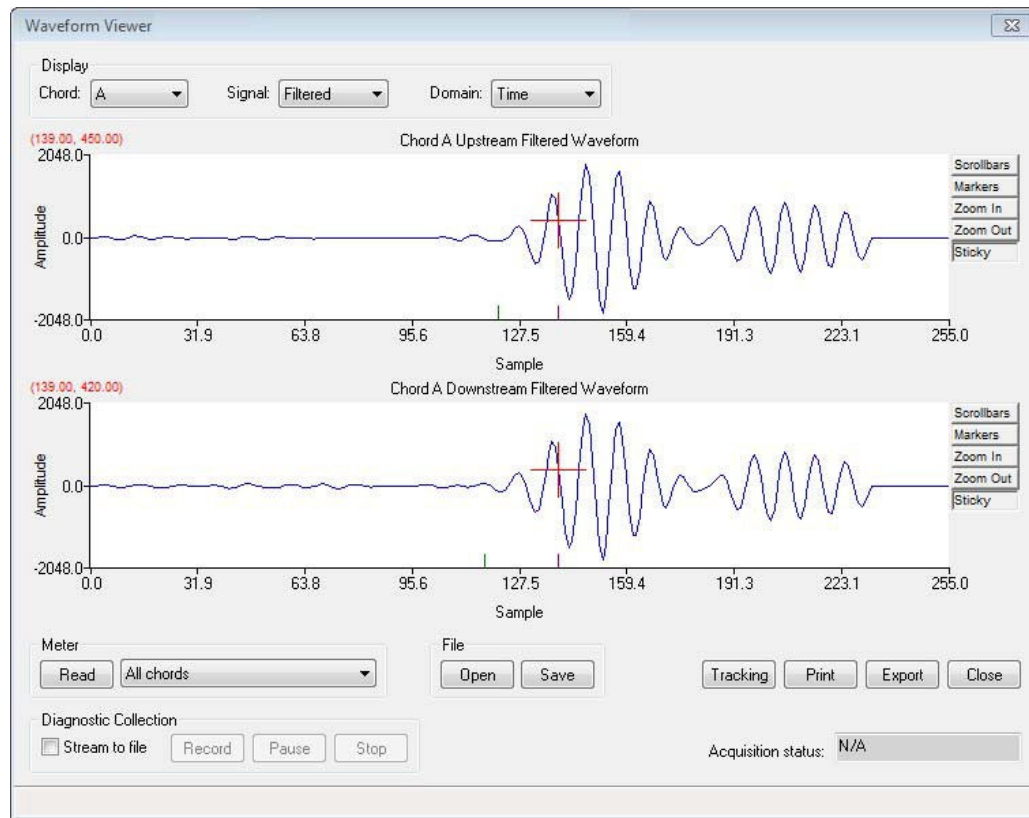 Waveform Viewer
Display
Chord: A Signal: Filtered Domain: Time
(139.00, 450.00)
Chord A Upstream Filtered Waveform
2048.0
0.0
-2048.0
Amplitude
0.0 31.9 63.8 95.6 127.5 159.4 191.3 223.1 255.0
Sample
Scrollbars
Markers
Zoom In
Zoom Out
Sticky
(139.00, 420.00)
Chord A Downstream Filtered Waveform
2048.0
0.0
-2048.0
Amplitude
0.0 31.9 63.8 95.6 127.5 159.4 191.3 223.1 255.0
Sample
Scrollbars
Markers
Zoom In
Zoom Out
Sticky
Meter
Read All chords
File
Open Save
Tracking Print Export Close
Diagnostic Collection
Stream to file Record Pause Stop
Acquisition status: N/A